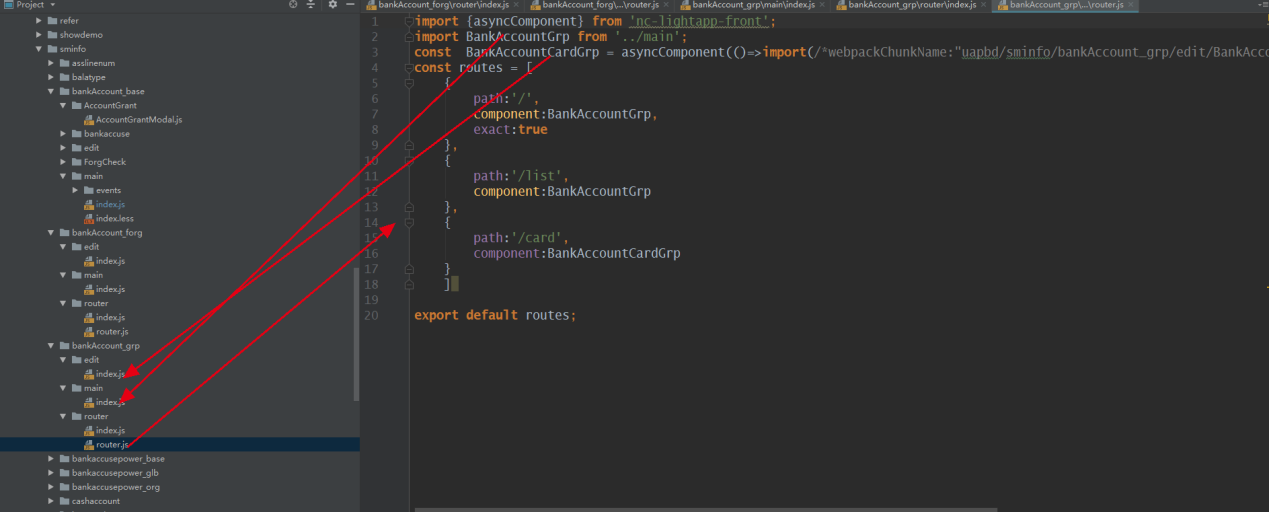 Project
refer
showdemo
sminfo
asslinenum
balatype
bankAccount_base
AccountGrant
AccountGrantModal.js
bankaccuse
edit
ForgCheck
main
events
index.js
index.less
bankAccount_forg
edit
index.js
main
index.js
router
index.js
router.js
bankAccount_grp
edit
index.js
main
index.js
router
index.js
router.js
bankaccusepower_base
bankaccusepower_glb
bankaccusepower_org
cashaccount
bankAccount_forg\router\index.js
bankAccount_forg\...\router.js
bankAccount_grp\main\index.js
bankAccount_grp\router\index.js
bankAccount_grp\...\router.js
1 import {asyncComponent} from 'nc-lightapp-front';
2 import BankAccountGrp from '../main';
3 const  BankAccountCardGrp = asyncComponent(()=>import(/*webpackChunkName:"uapbd/sminfo/bankAccount_grp/edit/BankAcco
4 const routes = [
5 {
6 path:'/',
7 component:BankAccountGrp,
8 exact:true
9 },
10 {
11 path:'/list',
12 component:BankAccountGrp
13 },
14 {
15 path:'/card',
16 component:BankAccountCardGrp
17 }
18 ]
19
20 export default routes;